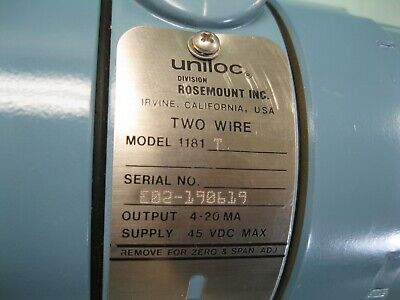 uniloc®
DIVISION
ROSEMOUNT INC.
IRVINE, CALIFORNIA, USA
TWO WIRE
MODEL 1181 T
SERIAL NO.
E02-190619
OUTPUT 4-20 MA
SUPPLY 45 VDC MAX
REMOVE FOR ZERO & SPAN ADJ